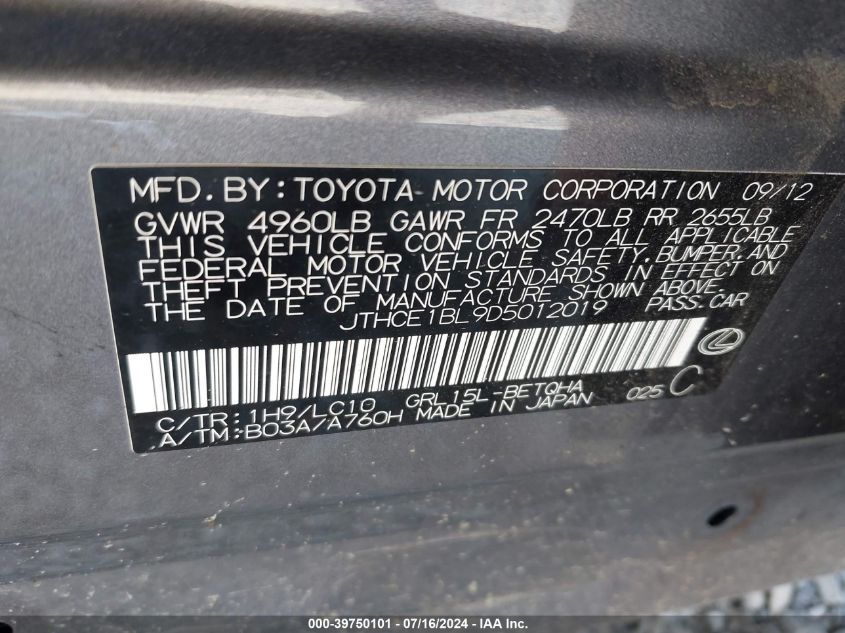 MFD. BY: TOYOTA MOTOR CORPORATION 09/12
GVWR 4960LB GAWR FR 2470LB RR 2655LB
THIS VEHICLE CONFORMS TO ALL APPLICABLE
FEDERAL MOTOR VEHICLE SAFETY, BUMPER, AND
THEFT PREVENTION STANDARDS IN EFFECT ON
THE DATE OF MANUFACTURE SHOWN ABOVE.
JTHCE1BL9D5012019 PASS. CAR
C/TR: 1H9/LC10 GRL15L-BETQHA 025 C
A/TM: B03A/A760H MADE IN JAPAN
000-39750101 - 07/16/2024 - IAA Inc.